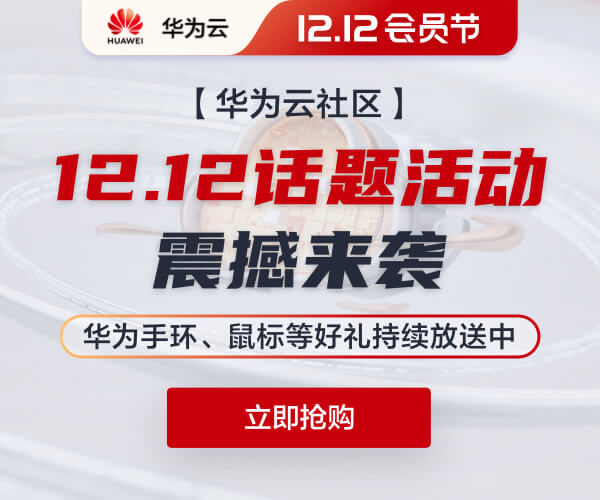 HUAWEI 华为云 12.12 会员节
【华为云社区】
12.12话题活动
震撼来袭
华为手环、鼠标等好礼持续放送中
立即抢购